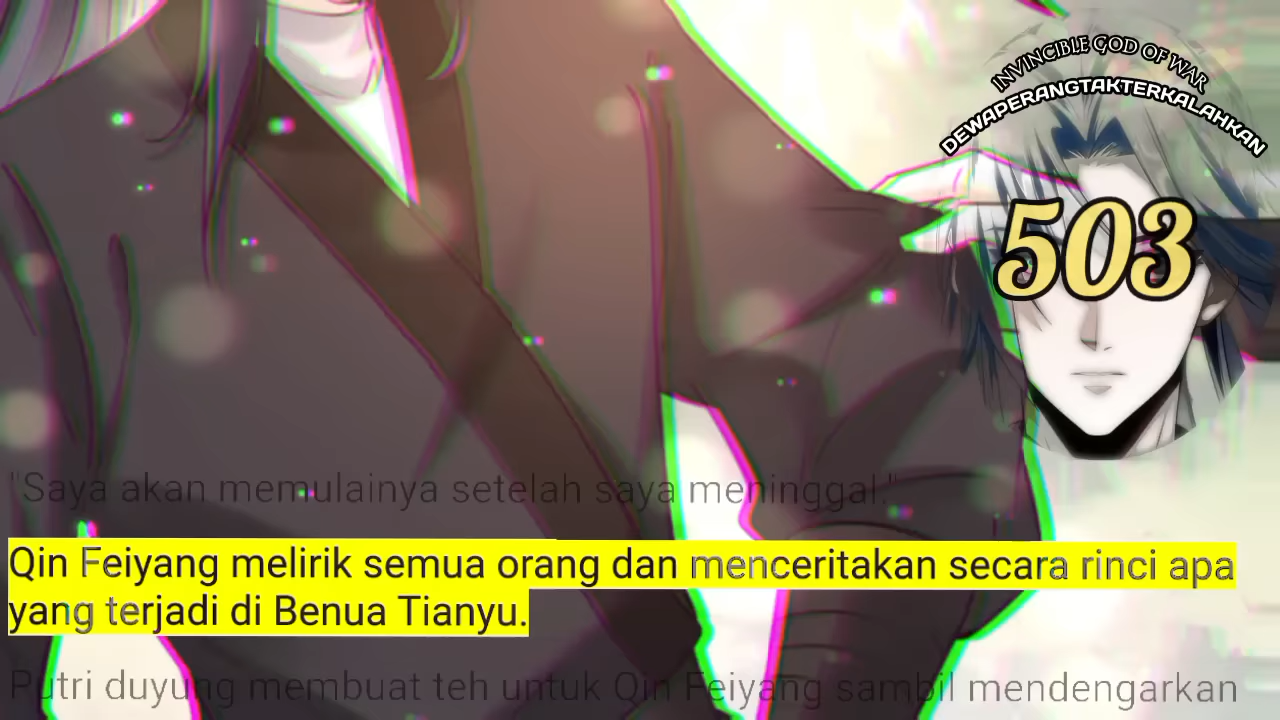 INVINCIBLE GOD OF WAR
DEWAPERANGTAKTERKALAHKAN
503
"Saya akan memulainya setelah saya meninggal."
Qin Feiyang melirik semua orang dan menceritakan secara rinci apa
yang terjadi di Benua Tianyu.
Putri duyung membuat teh untuk Qin Feiyang sambil mendengarkan